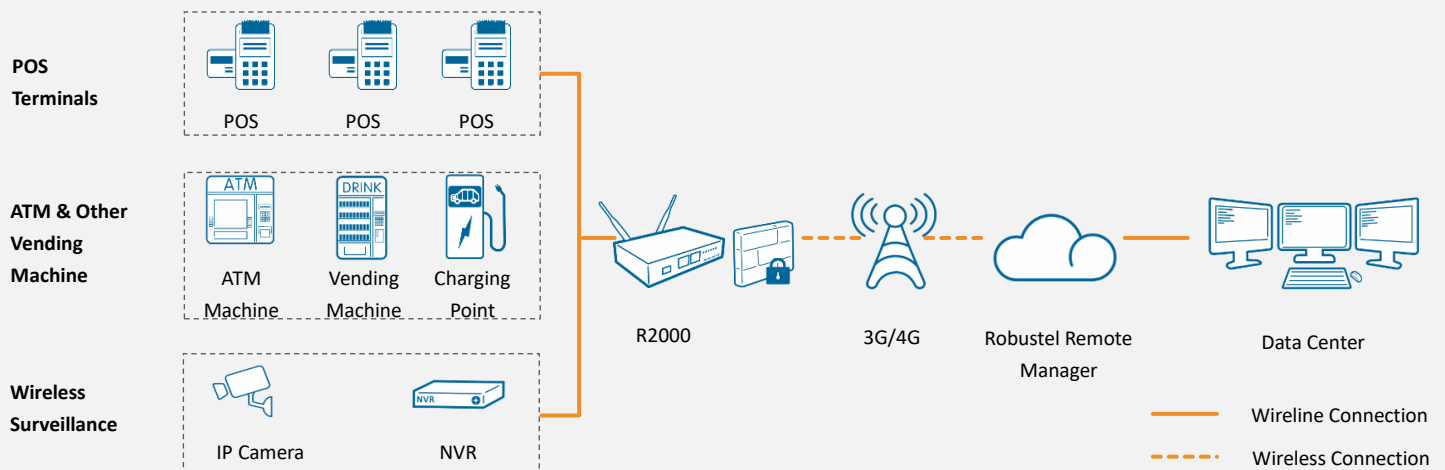 POS
Terminals
POS
POS
POS
ATM & Other
Vending
Machine
ATM
DRINK
ATM
Machine
Vending
Machine
Charging
Point
Wireless
Surveillance
NVR
IP Camera
NVR
R2000
3G/4G
Robustel Remote
Manager
Data Center
Wireline Connection
Wireless Connection